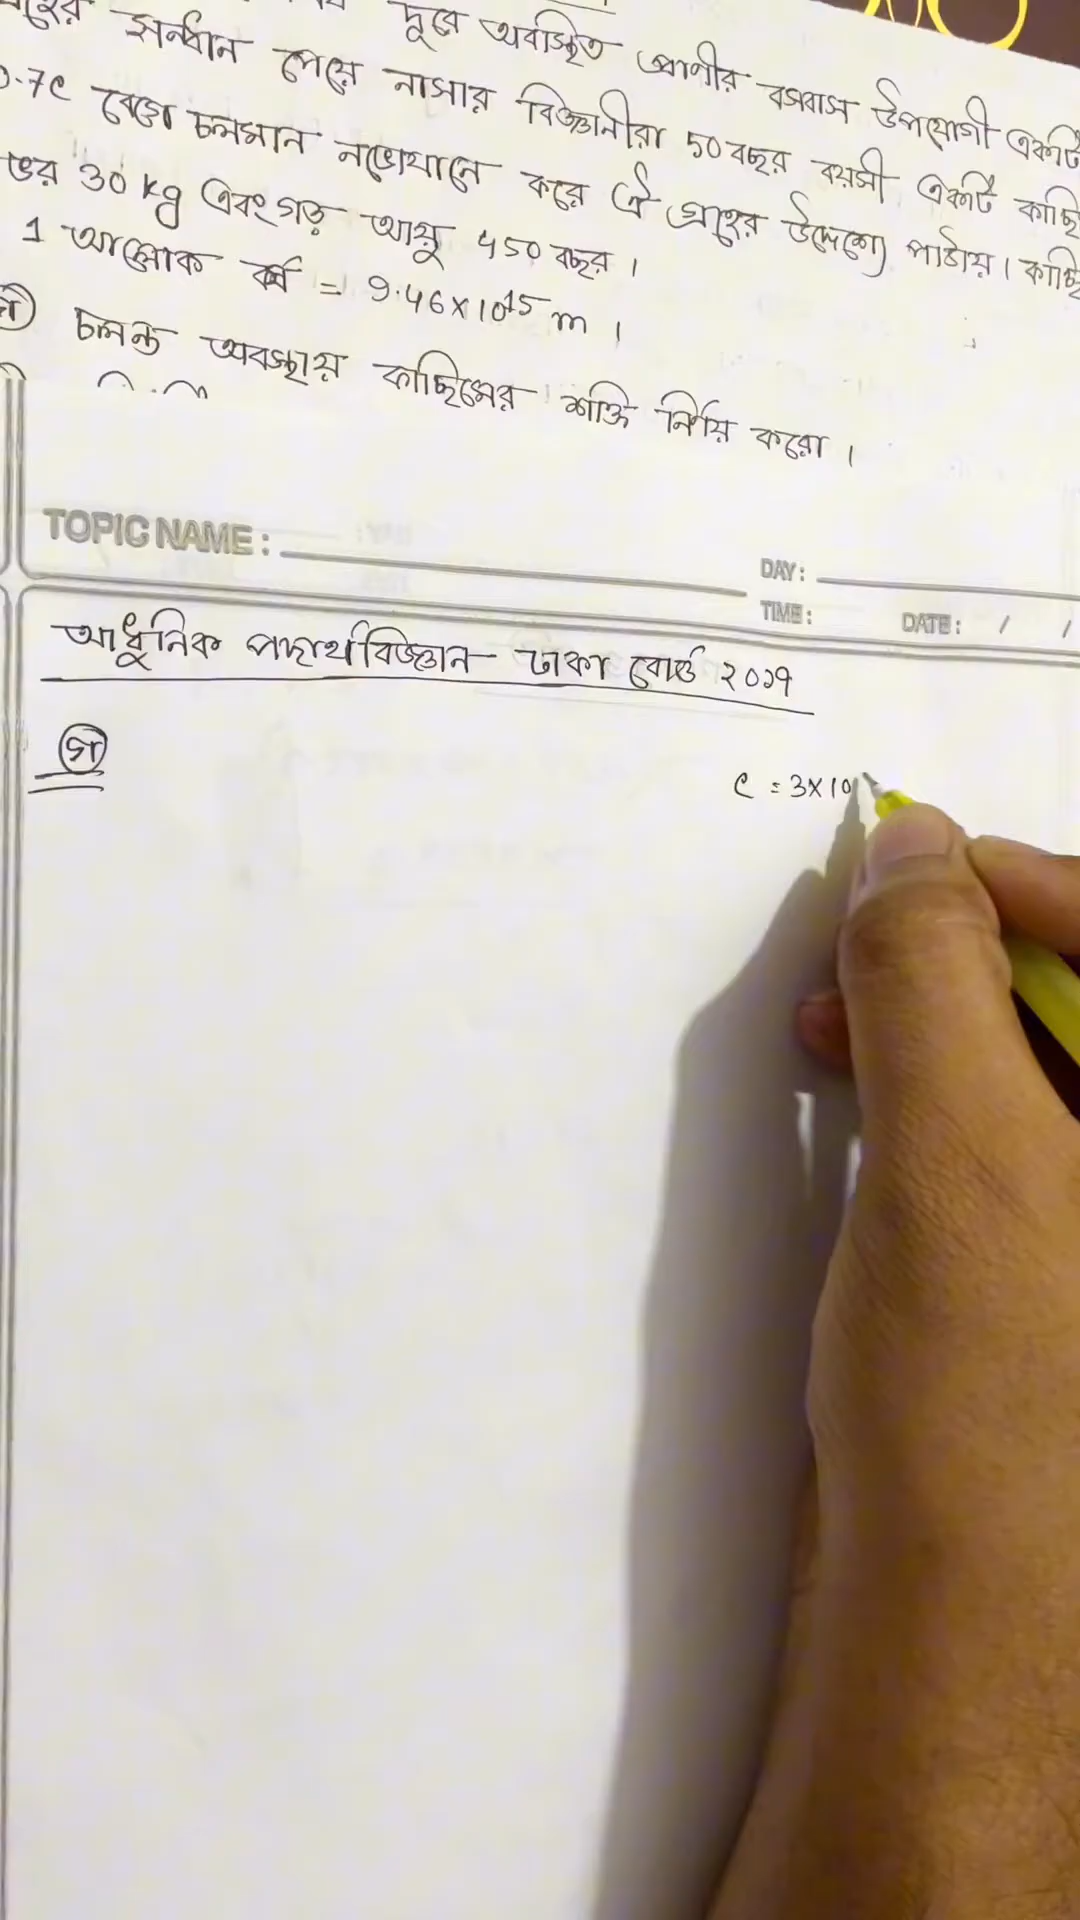 দূরে অবস্থিত প্রাণীর বসবাস উপযোগী একটি
সন্ধান পেয়ে নাসার বিজ্ঞানীরা 50 বছর বয়সী একটি কাছি
0.7c বেগে চলমান নভোযানে করে ঐ গ্রহের উদ্দেশ্যে পাঠায়। কাছি
ভর 30 kg এবং গড় আয়ু 450 বছর।
1 আলোক বর্ষ = 9.46×10¹⁵ m।
গ চলন্ত অবস্থায় কাছিমের শক্তি নির্ণয় করো।
TOPIC NAME:
DAY:
TIME: DATE: / /
আধুনিক পদার্থবিজ্ঞান - ঢাকা বোর্ড ২০১৭
গ
c = 3×10